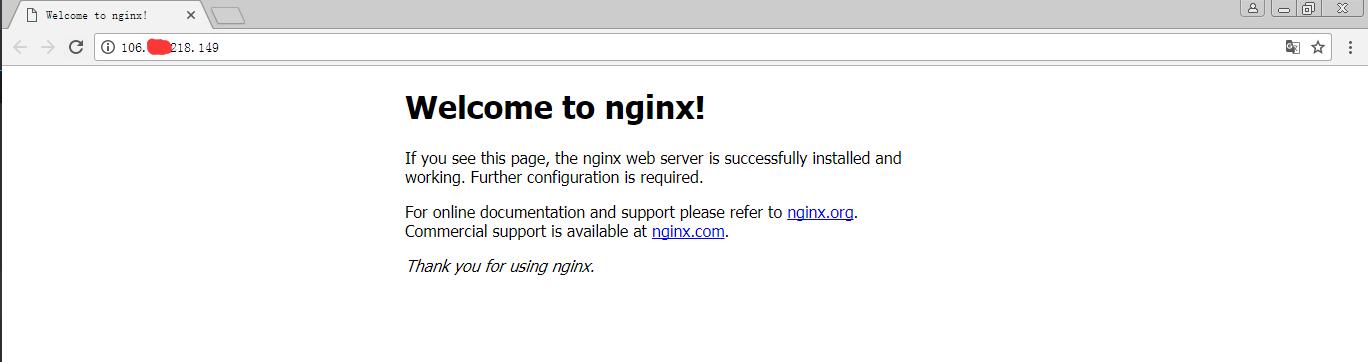 Welcome to nginx!
106.
218.149
Welcome to nginx!
If you see this page, the nginx web server is successfully installed and
working. Further configuration is required.
For online documentation and support please refer to nginx.org.
Commercial support is available at nginx.com.
Thank you for using nginx.